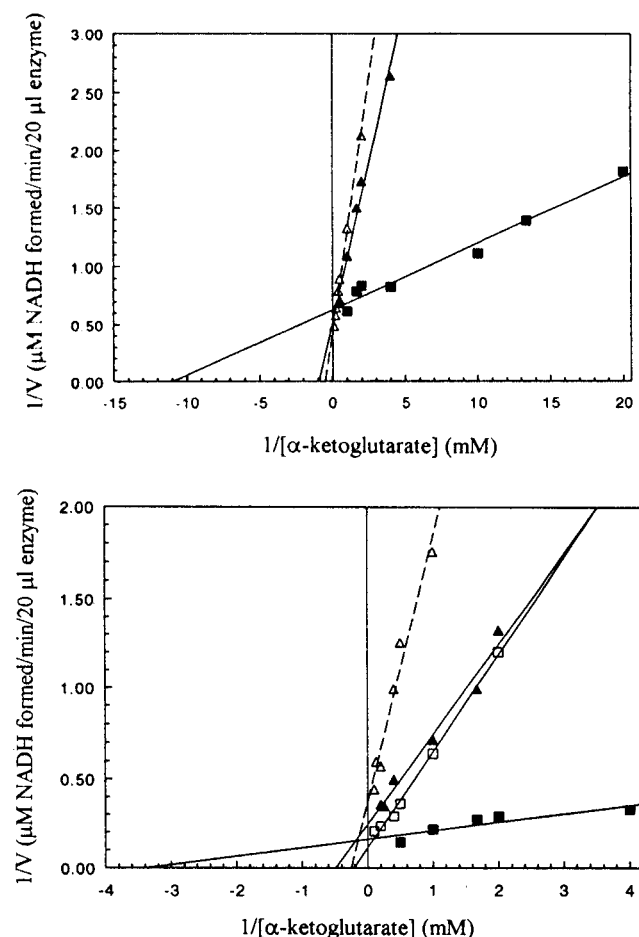 1/V (μM NADH formed/min/20 μl enzyme)
3.00
2.50
2.00
1.50
1.00
0.50
0.00
-15 -10 -5 0 5 10 15 20
1/[α-ketoglutarate] (mM)
1/V (μM NADH formed/min/20 μl enzyme)
2.00
1.50
1.00
0.50
0.00
-4 -3 -2 -1 0 1 2 3 4
1/[α-ketoglutarate] (mM)